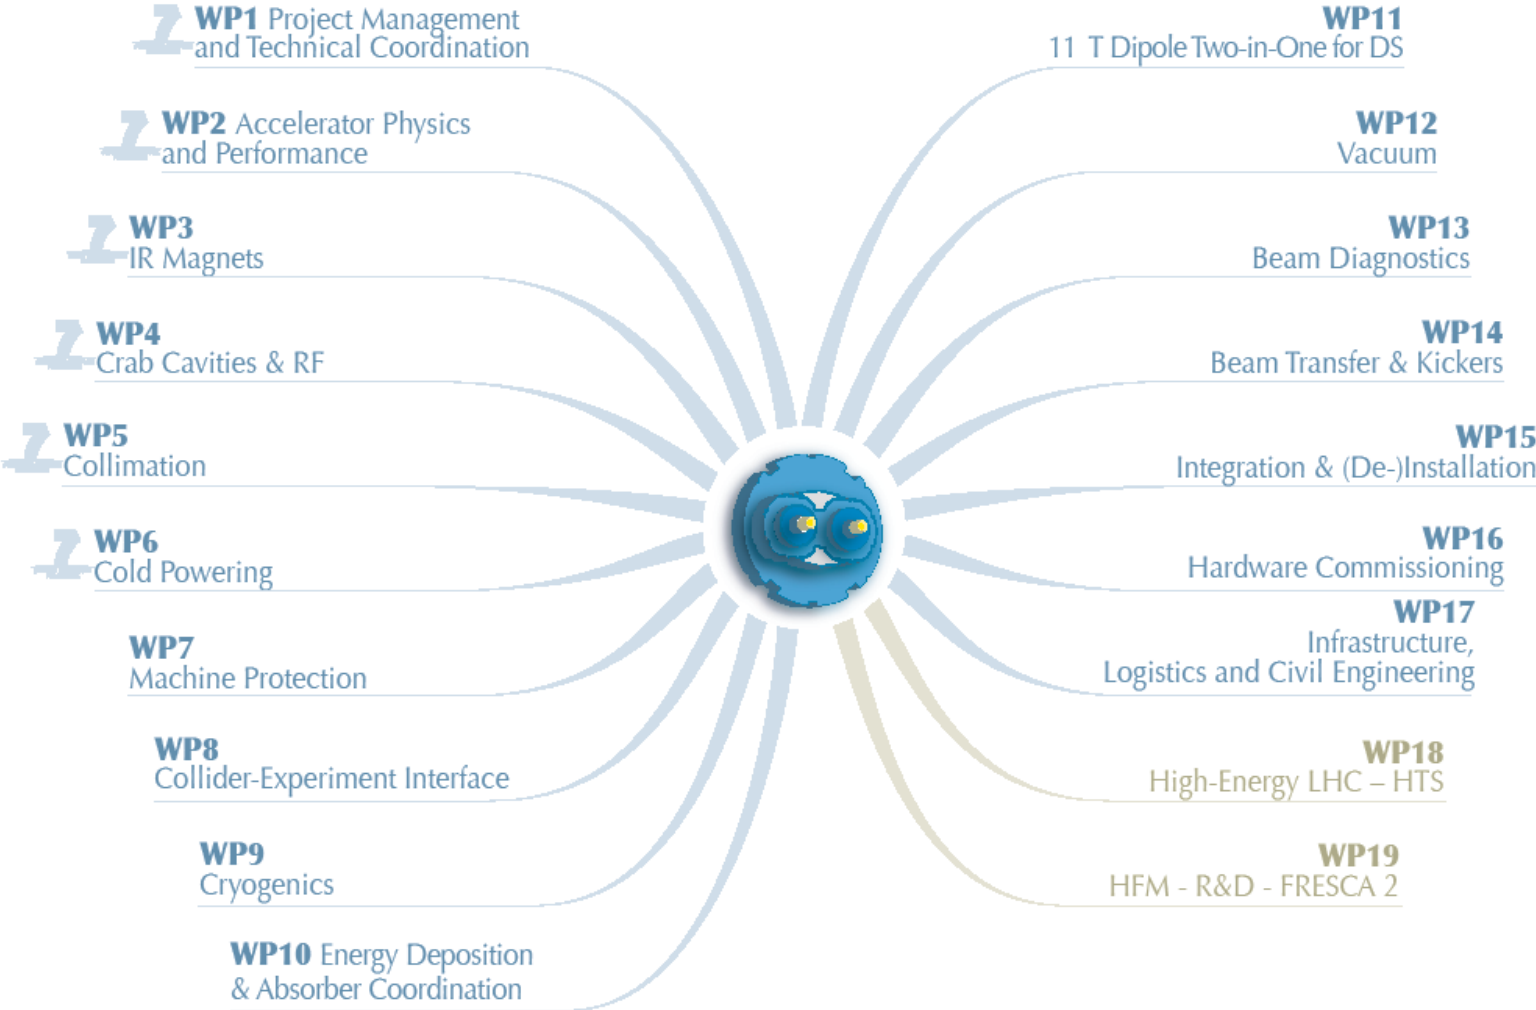 WP1 Project Management
and Technical Coordination
WP2 Accelerator Physics
and Performance
WP3
IR Magnets
WP4
Crab Cavities & RF
WP5
Collimation
WP6
Cold Powering
WP7
Machine Protection
WP8
Collider-Experiment Interface
WP9
Cryogenics
WP10 Energy Deposition
& Absorber Coordination
WP11
11 T Dipole Two-in-One for DS
WP12
Vacuum
WP13
Beam Diagnostics
WP14
Beam Transfer & Kickers
WP15
Integration & (De-)Installation
WP16
Hardware Commissioning
WP17
Infrastructure,
Logistics and Civil Engineering
WP18
High-Energy LHC – HTS
WP19
HFM - R&D - FRESCA 2